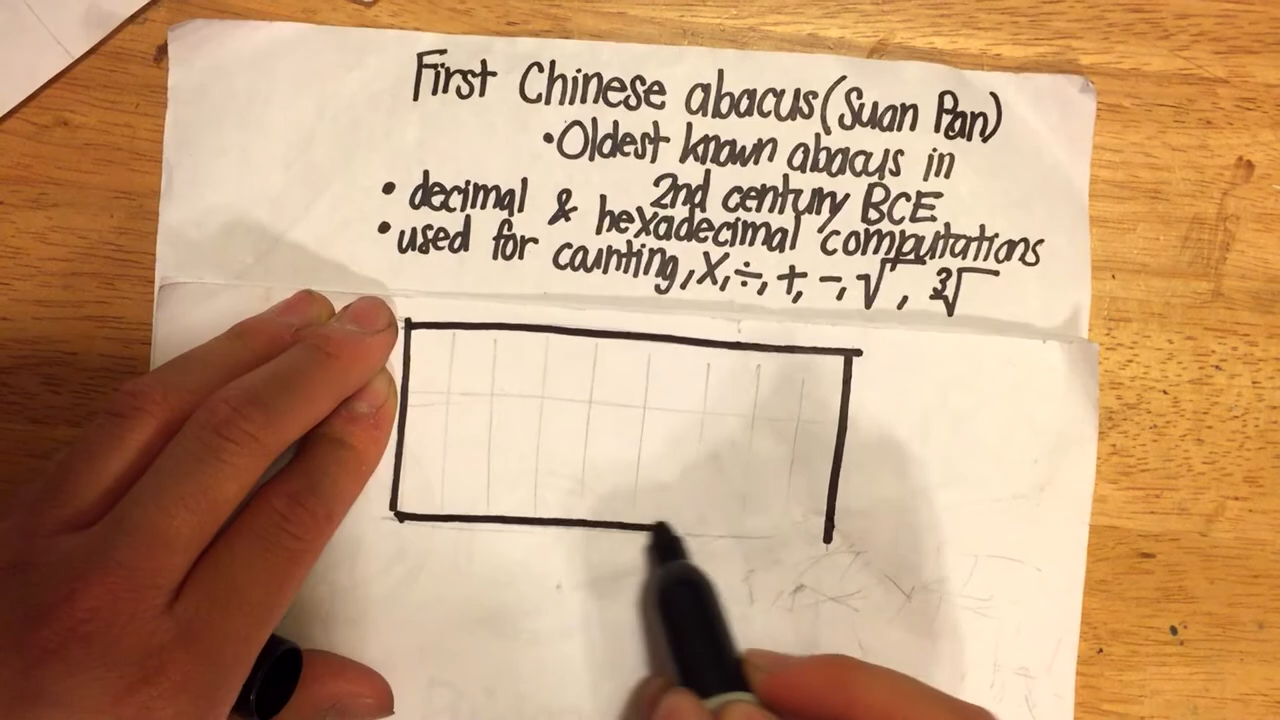 First Chinese abacus (Suan Pan)
• Oldest known abacus in
2nd century BCE
• decimal & hexadecimal computations
• used for counting, X, ÷, +, -, √, ∛